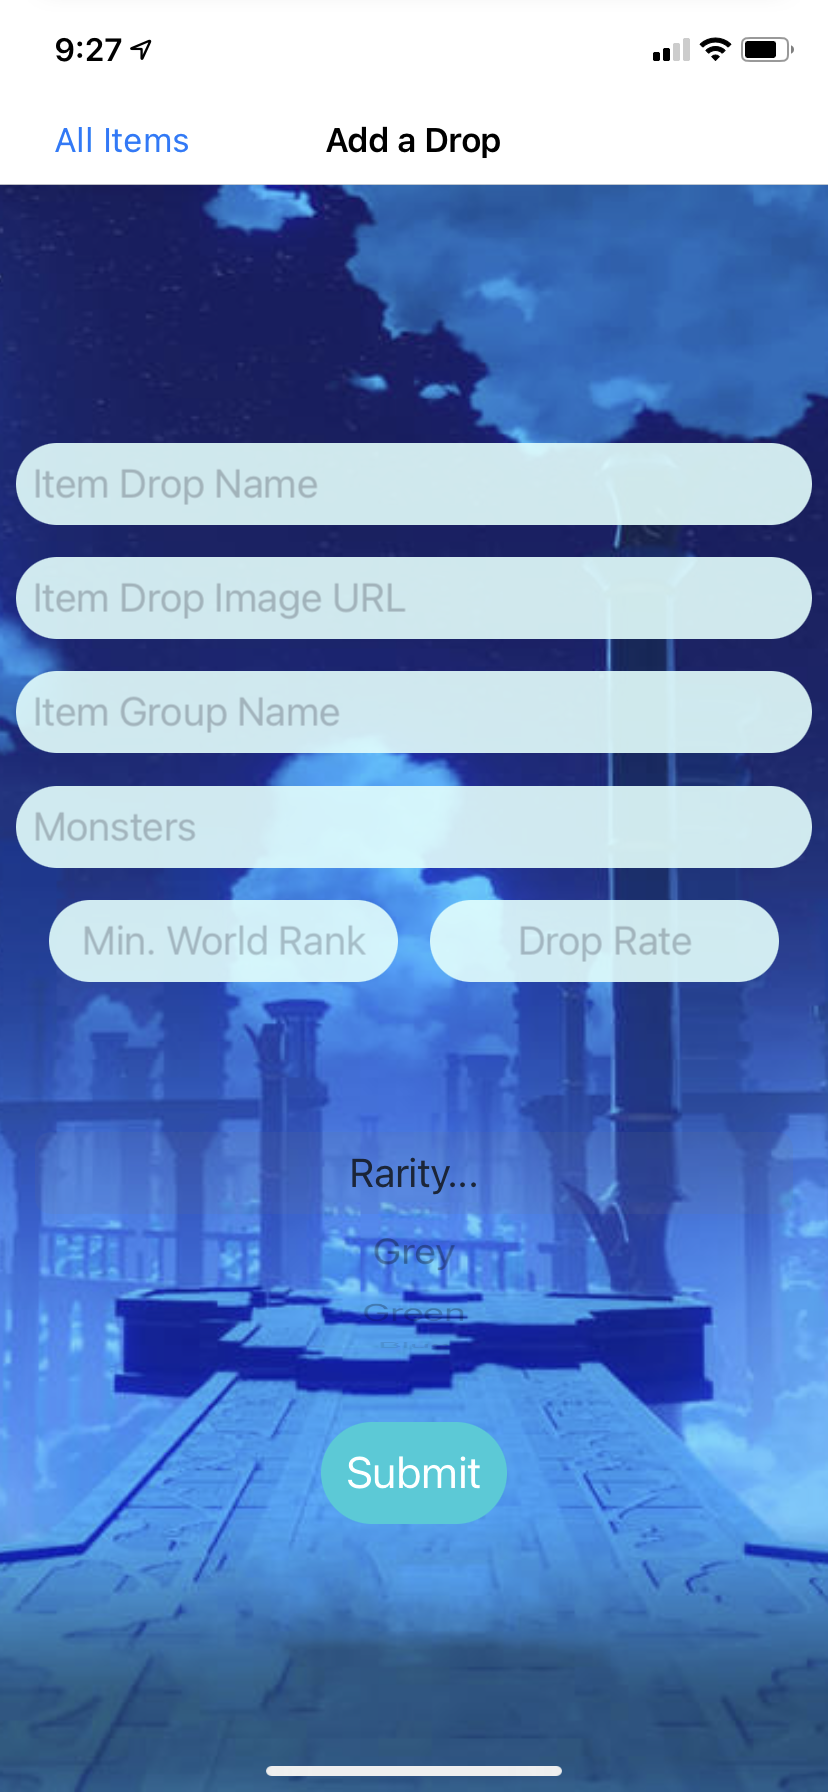 9:27
All Items
Add a Drop
Item Drop Name
Item Drop Image URL
Item Group Name
Monsters
Min. World Rank
Drop Rate
Rarity...
Grey
Green
Submit